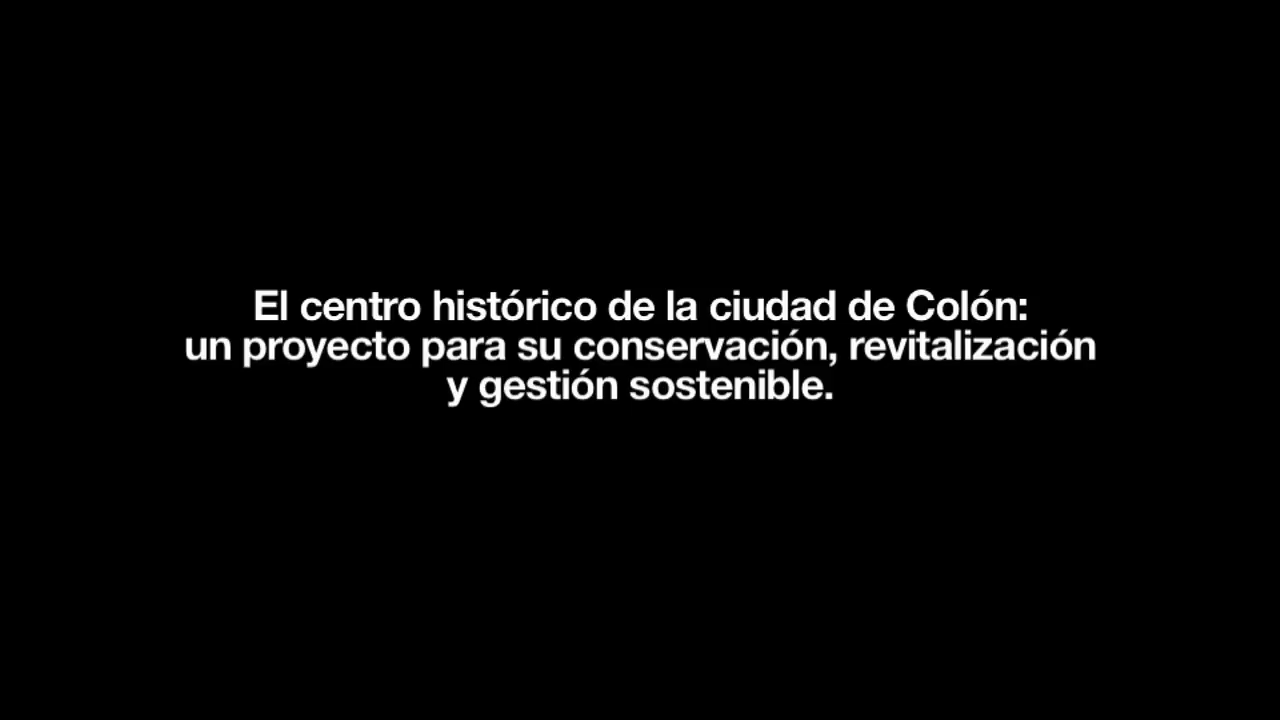 El centro histórico de la ciudad de Colón:
un proyecto para su conservación, revitalización
y gestión sostenible.